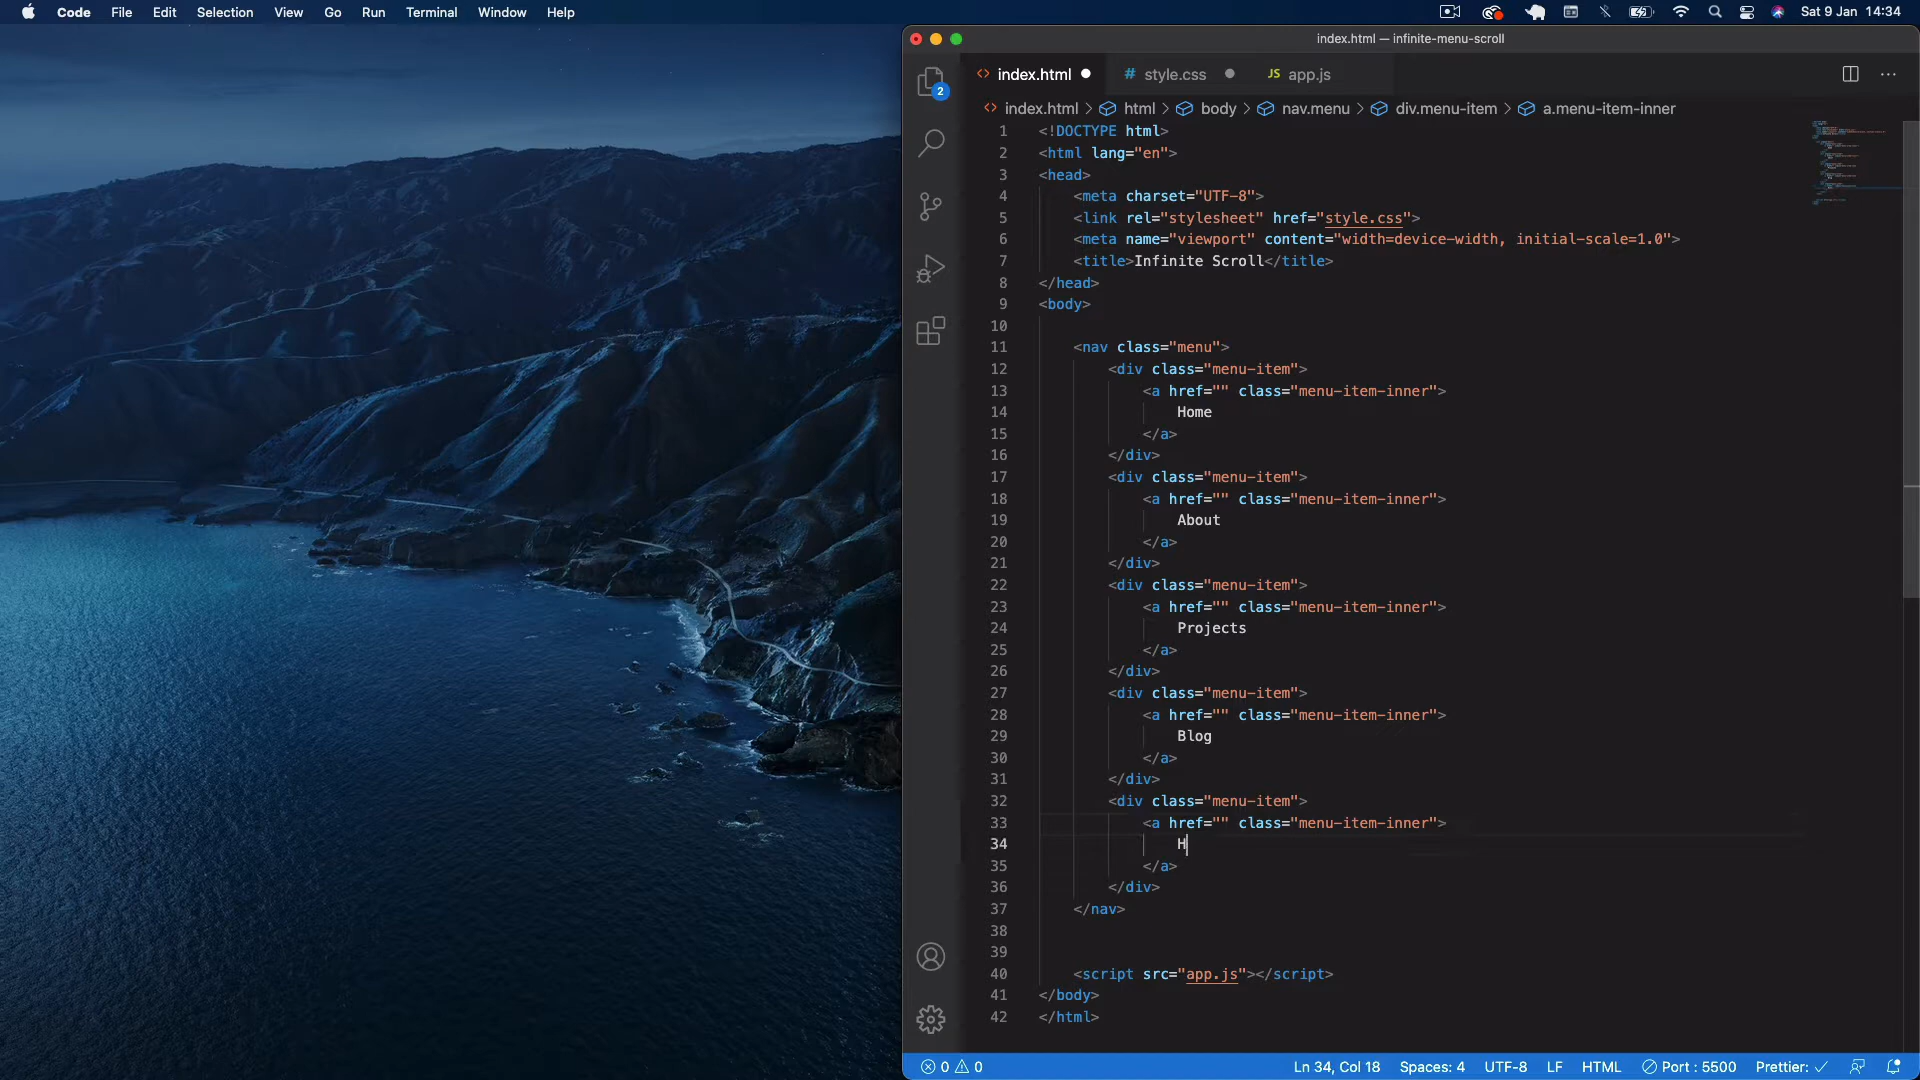 Code File Edit Selection View Go Run Terminal Window Help Sat 9 Jan 14:34
index.html — infinite-menu-scroll
index.html style.css app.js
index.html > html > body > nav.menu > div.menu-item > a.menu-item-inner
2
1 <!DOCTYPE html>
2 <html lang="en">
3 <head>
4 <meta charset="UTF-8">
5 <link rel="stylesheet" href="style.css">
6 <meta name="viewport" content="width=device-width, initial-scale=1.0">
7 <title>Infinite Scroll</title>
8 </head>
9 <body>
10
11 <nav class="menu">
12 <div class="menu-item">
13 <a href="" class="menu-item-inner">
14 Home
15 </a>
16 </div>
17 <div class="menu-item">
18 <a href="" class="menu-item-inner">
19 About
20 </a>
21 </div>
22 <div class="menu-item">
23 <a href="" class="menu-item-inner">
24 Projects
25 </a>
26 </div>
27 <div class="menu-item">
28 <a href="" class="menu-item-inner">
29 Blog
30 </a>
31 </div>
32 <div class="menu-item">
33 <a href="" class="menu-item-inner">
34 H
35 </a>
36 </div>
37 </nav>
38
39
40 <script src="app.js"></script>
41 </body>
42 </html>
0 0 Ln 34, Col 18 Spaces: 4 UTF-8 LF HTML Port : 5500 Prettier: ✓